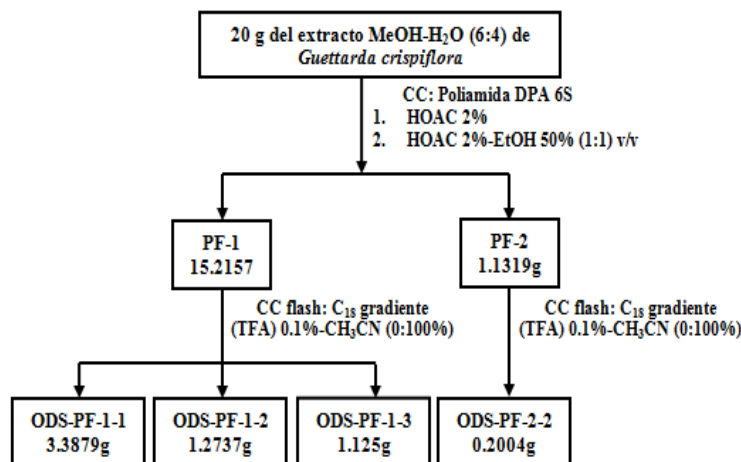 20 g del extracto MeOH-H₂O (6:4) de
Guettarda crispiflora
CC: Poliamida DPA 6S
1. HOAC 2%
2. HOAC 2%-EtOH 50% (1:1) v/v
PF-1
15.2157
PF-2
1.1319g
CC flash: C₁₈ gradiente
(TFA) 0.1%-CH₃CN (0:100%)
CC flash: C₁₈ gradiente
(TFA) 0.1%-CH₃CN (0:100%)
ODS-PF-1-1
3.3879g
ODS-PF-1-2
1.2737g
ODS-PF-1-3
1.125g
ODS-PF-2-2
0.2004g